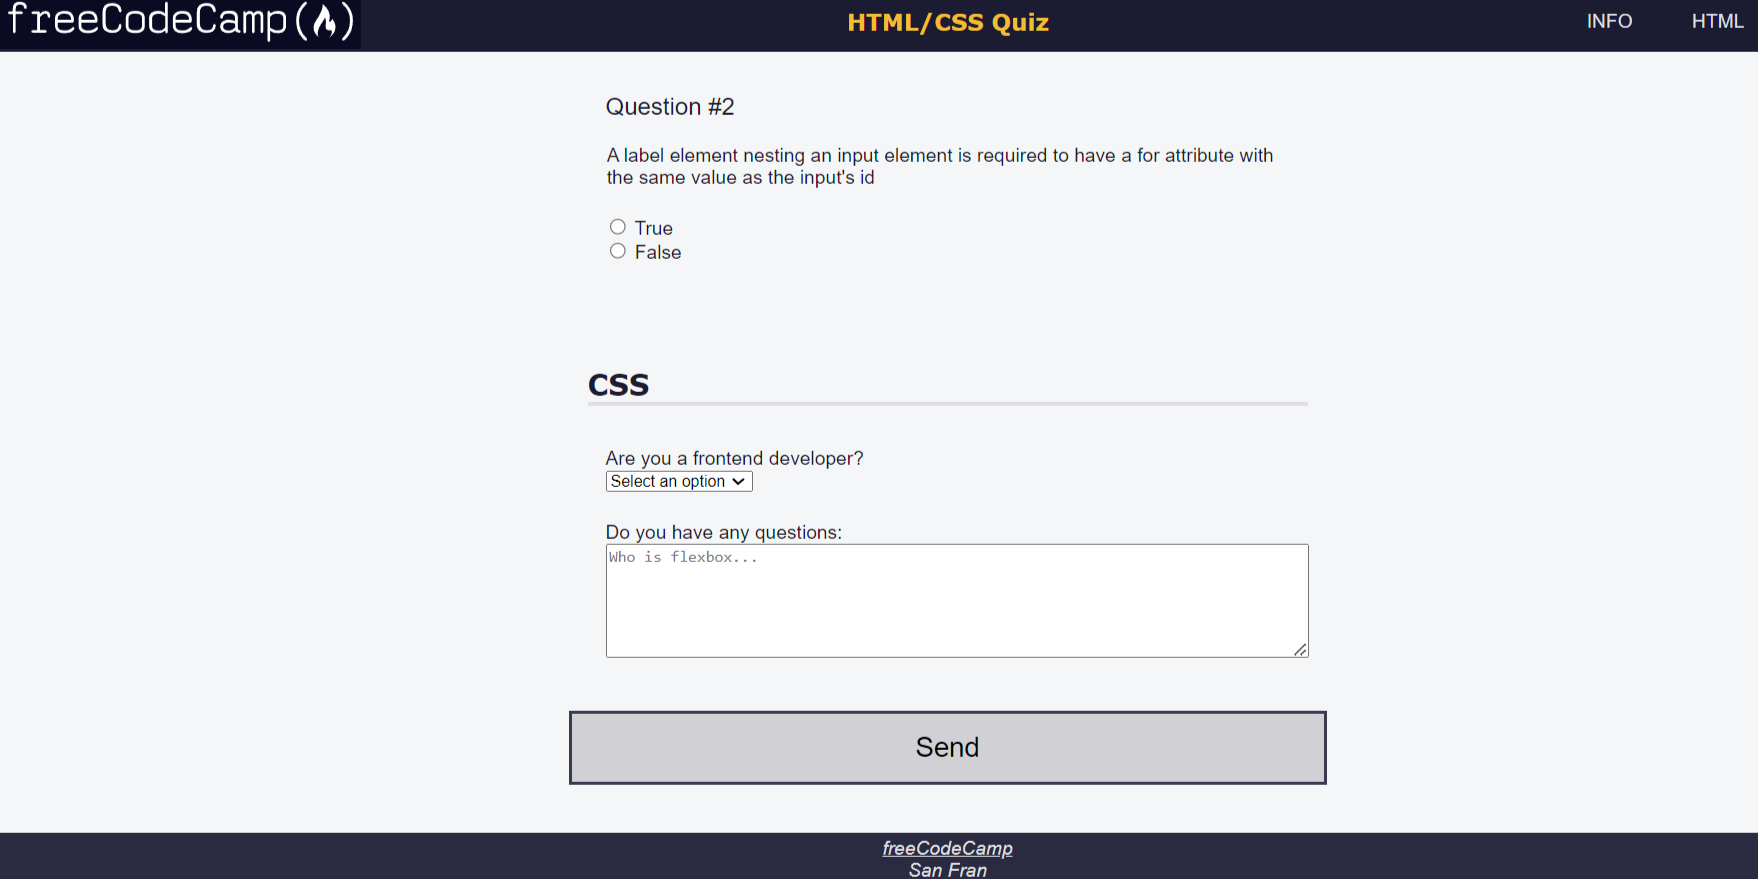 freeCodeCamp
HTML/CSS Quiz
INFO
HTML
Question #2
A label element nesting an input element is required to have a for attribute with
the same value as the input's id
True
False
CSS
Are you a frontend developer?
Select an option
Do you have any questions:
Who is flexbox...
Send
freeCodeCamp
San Fran